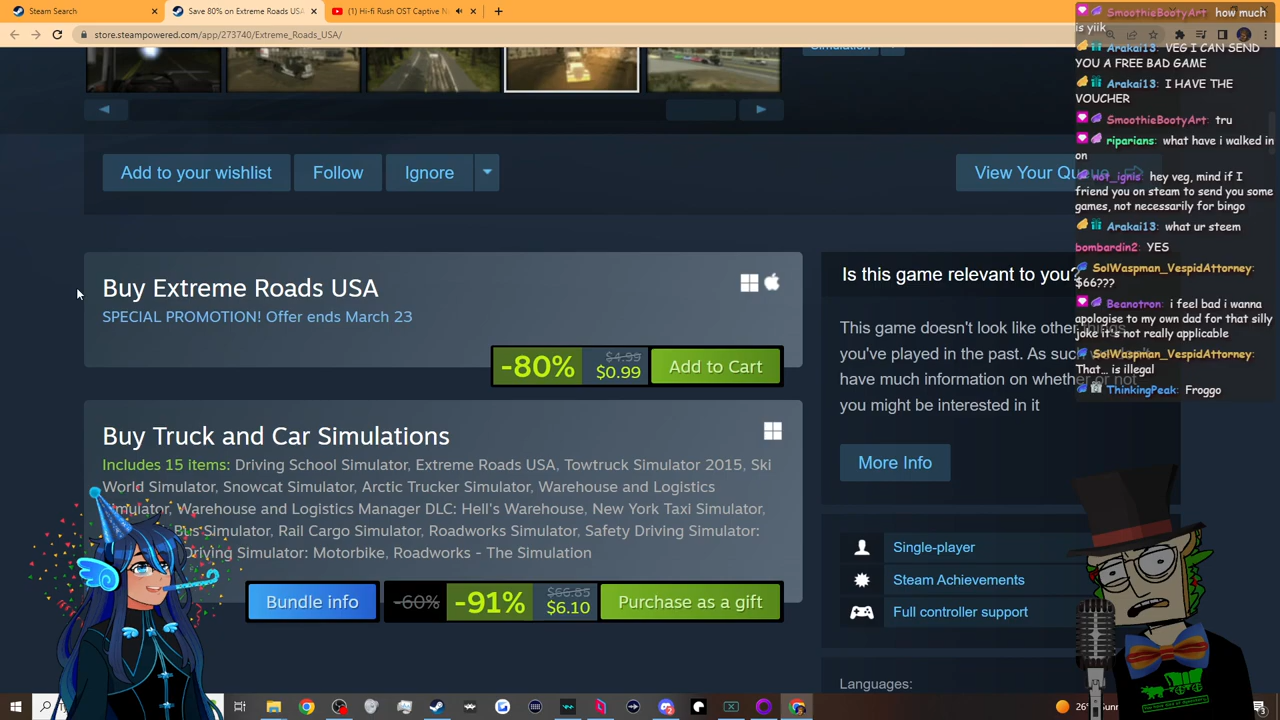 Steam Search
Save 80% on Extreme Roads USA
(1) Hi-fi Rush OST Captive N
store.steampowered.com/app/273740/Extreme_Roads_USA/
Simulation
Add to your wishlist
Follow
Ignore
View Your Queue
Buy Extreme Roads USA
SPECIAL PROMOTION! Offer ends March 23
-80%
$4.99
$0.99
Add to Cart
Buy Truck and Car Simulations
Includes 15 items: Driving School Simulator, Extreme Roads USA, Towtruck Simulator 2015, Ski
World Simulator, Snowcat Simulator, Arctic Trucker Simulator, Warehouse and Logistics
Warehouse and Logistics Manager DLC: Hell's Warehouse, New York Taxi Simulator,
Bus Simulator, Rail Cargo Simulator, Roadworks Simulator, Safety Driving Simulator:
Driving Simulator: Motorbike, Roadworks - The Simulation
Bundle info
-60%
-91%
$66.85
$6.10
Purchase as a gift
Is this game relevant to you?
This game doesn't look like other things
you've played in the past. As such
have much information on whether or not
you might be interested in it
More Info
Single-player
Steam Achievements
Full controller support
Languages:
SmoothieBootyArt: how much
is yiik
Arakai13: VEG I CAN SEND
YOU A FREE BAD GAME
Arakai13: I HAVE THE
VOUCHER
SmoothieBootyArt: tru
riparians: what have i walked in
on
not_ignis: hey veg, mind if I
friend you on steam to send you some
games, not necessarily for bingo
Arakai13: what ur steem
bombardin2: YES
SolWaspman_VespidAttorney:
$66???
Beanotron: i feel bad i wanna
apologise to my own dad for that silly
joke it's not really applicable
SolWaspman_VespidAttorney:
That... is illegal
ThinkingPeak: Froggo